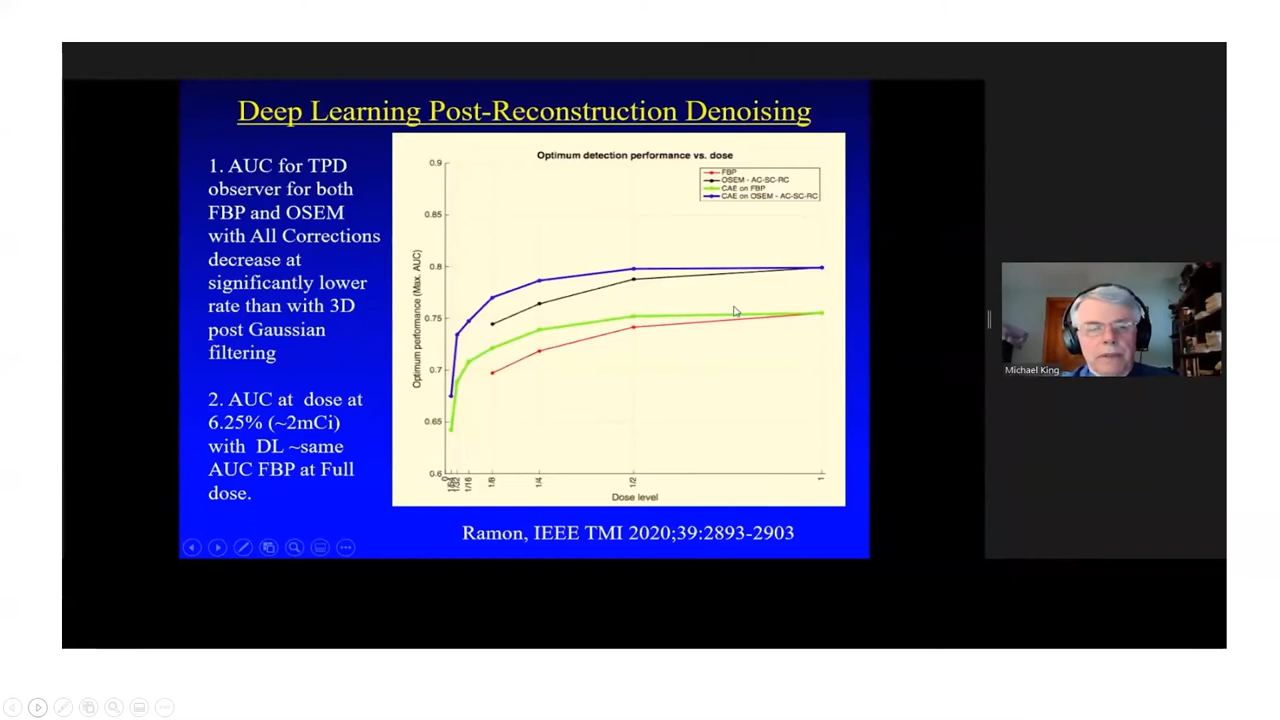 Deep Learning Post-Reconstruction Denoising
1. AUC for TPD
observer for both
FBP and OSEM
with All Corrections
decrease at
significantly lower
rate than with 3D
post Gaussian
filtering
2. AUC at dose at
6.25% (~2mCi)
with DL ~same
AUC FBP at Full
dose.
Optimum detection performance vs. dose
FBP
OSEM - AC-SC-RC
CAE on FBP
CAE on OSEM - AC-SC-RC
Optimum performance (Max. AUC)
0.9
0.85
0.8
0.75
0.7
0.65
0.6
0
1/32
1/16
1/8
1/4
1/2
1
Dose level
Ramon, IEEE TMI 2020;39:2893-2903
Michael King